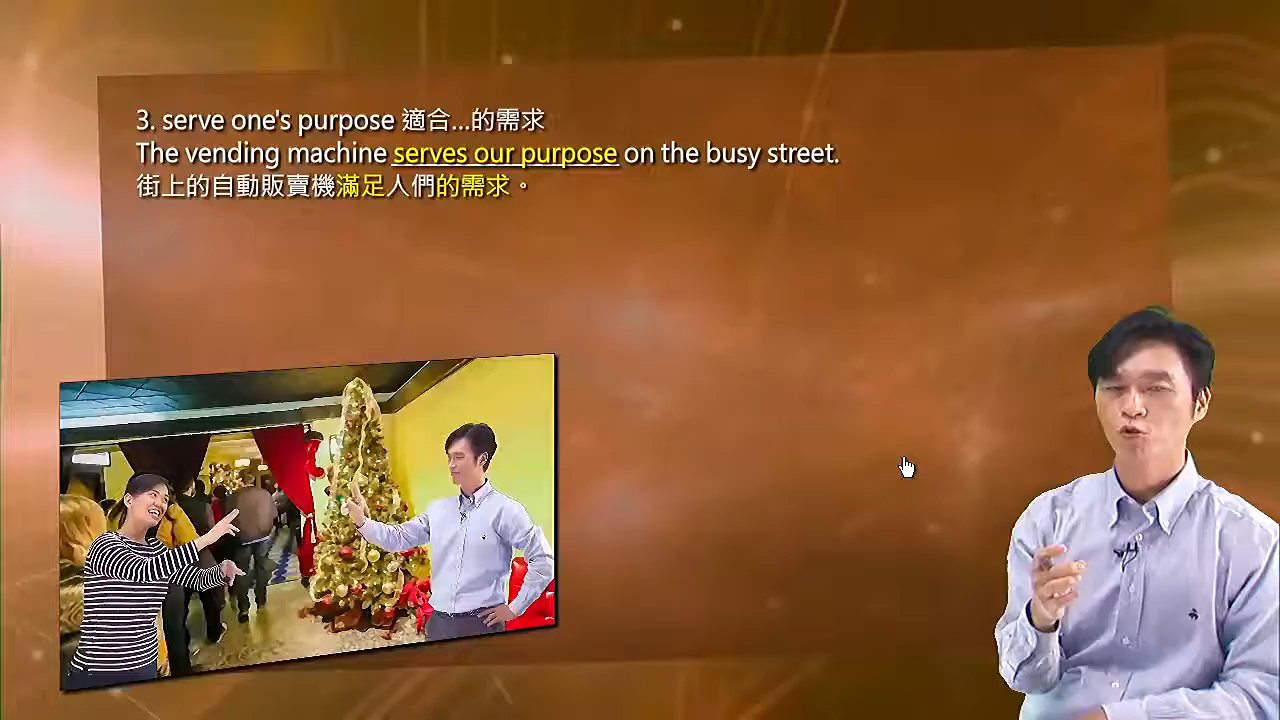 3. serve one's purpose 適合...的需求
The vending machine serves our purpose on the busy street.
街上的自動販賣機滿足人們的需求。